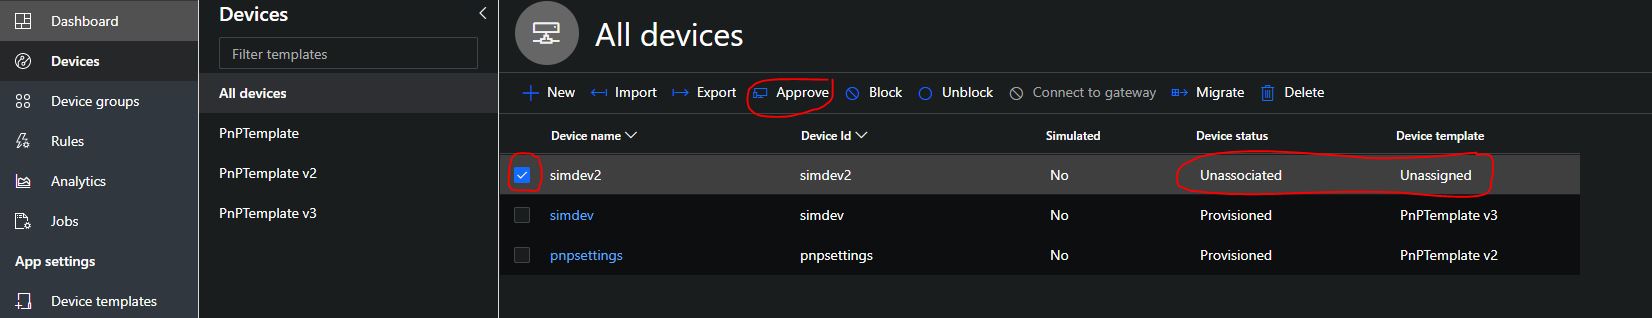 Dashboard
Devices
Device groups
Rules
Analytics
Jobs
App settings
Device templates
Devices
Filter templates
All devices
PnPTemplate
PnPTemplate v2
PnPTemplate v3
All devices
New Import Export Approve Block Unblock Connect to gateway Migrate Delete
Device name Device Id Simulated Device status Device template
simdev2 simdev2 No Unassociated Unassigned
simdev simdev No Provisioned PnPTemplate v3
pnpsettings pnpsettings No Provisioned PnPTemplate v2